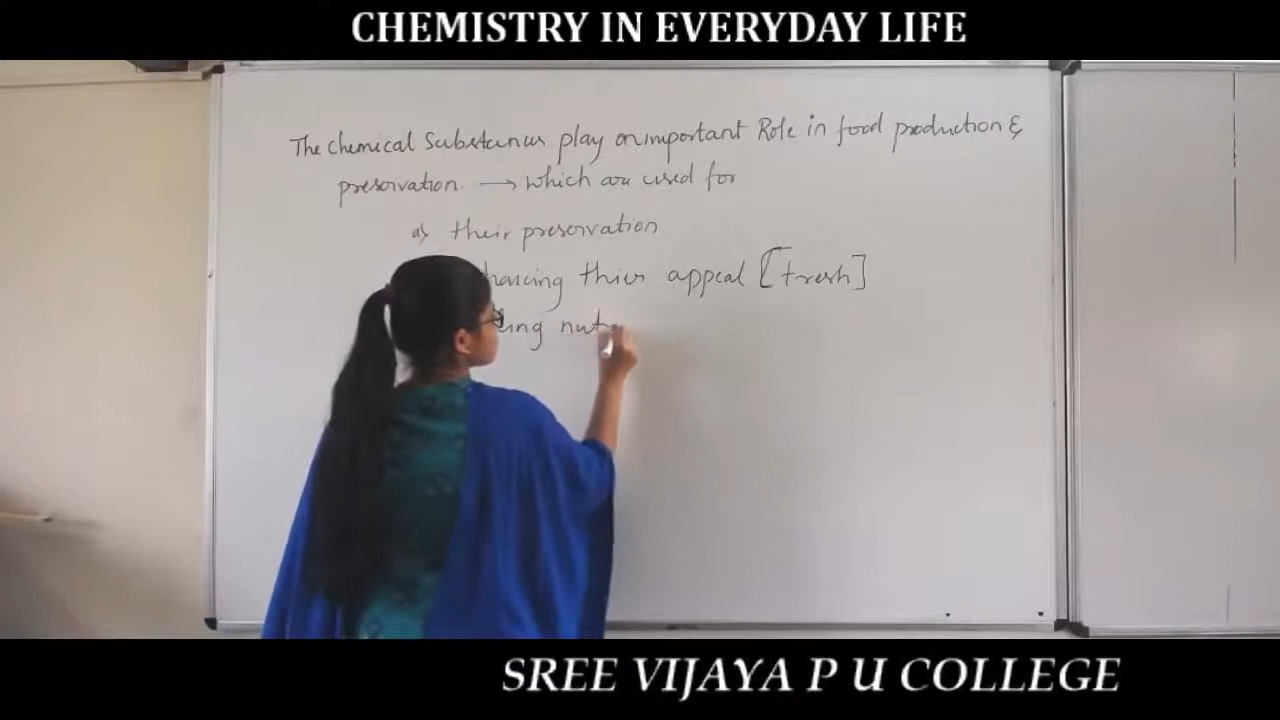 CHEMISTRY IN EVERYDAY LIFE
The Chemical Substances play an important Role in food production &
preservation. → which are used for
a) their preservation
hancing thier appeal [fresh]
ing nut
SREE VIJAYA P U COLLEGE